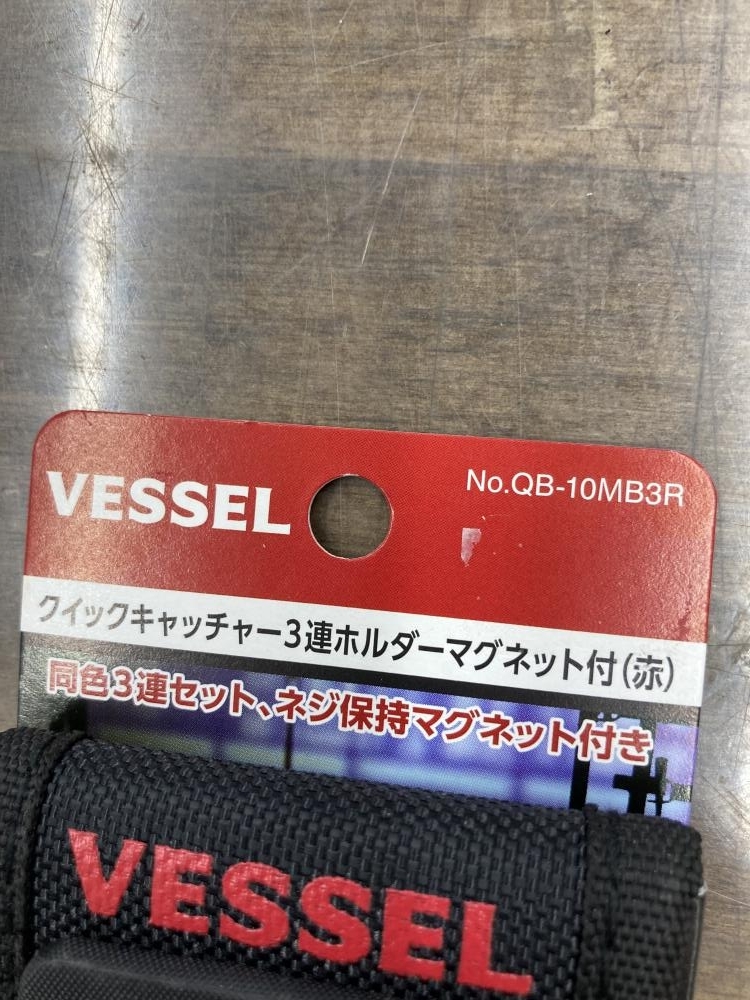 VESSEL
No.QB-10MB3R
クイックキャッチャー3連ホルダーマグネット付(赤)
同色3連セット、ネジ保持マグネット付き
VESSEL